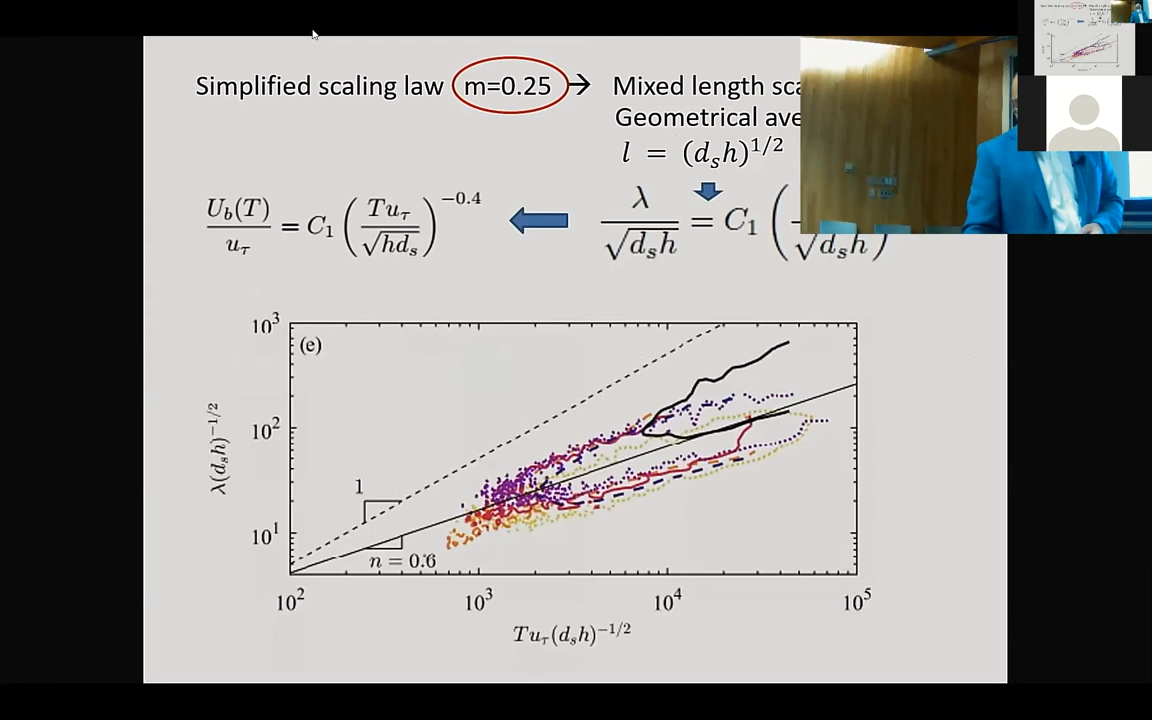 Simplified scaling law m=0.25 → Mixed length
Geometrical
l = (d_s h)^{1/2}
U_b(T)/u_τ = C_1 (Tu_τ/√hd_s)^{-0.4}
λ/√d_s h = C_1 ( /√d_s h)
(e)
10^3
10^2
10^1
λ(d_s h)^{-1/2}
1
n = 0.6
10^2 10^3 10^4 10^5
Tu_τ(d_s h)^{-1/2}